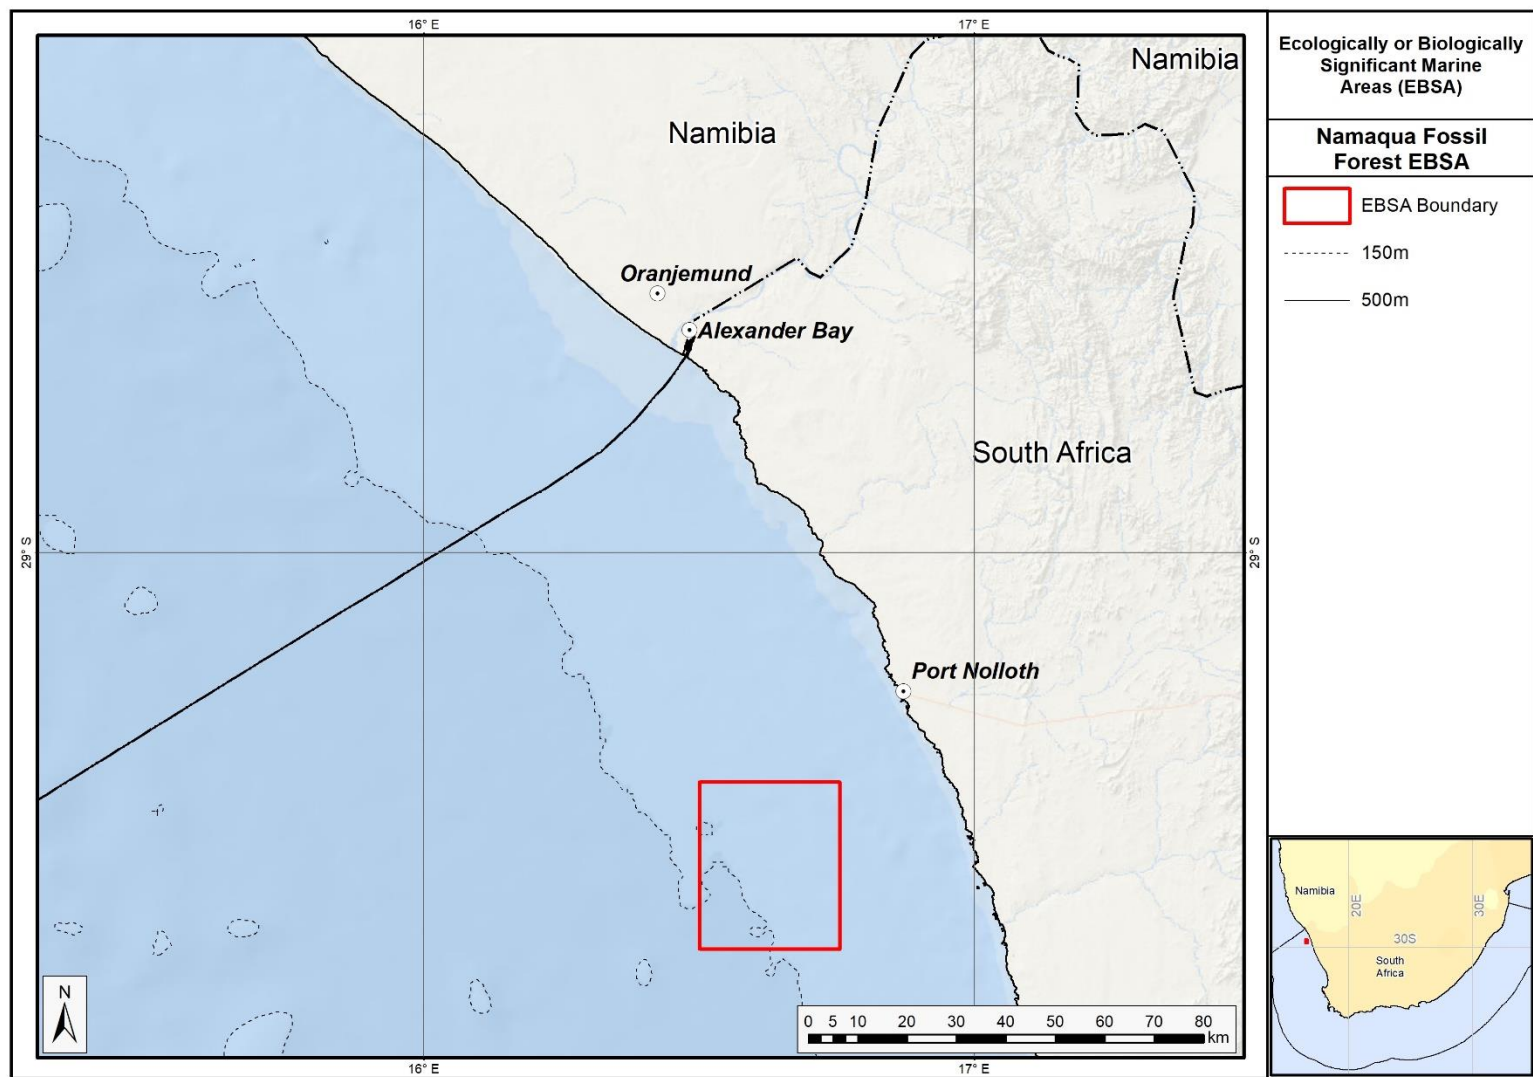 16° E
17° E
Namibia
Namibia
Oranjemund
Alexander Bay
South Africa
29° S
29° S
Port Nolloth
N
0 5 10 20 30 40 50 60 70 80
km
16° E
17° E
Ecologically or Biologically
Significant Marine
Areas (EBSA)
Namaqua Fossil
Forest EBSA
EBSA Boundary
150m
500m
Namibia
20E
30E
30S
South
Africa